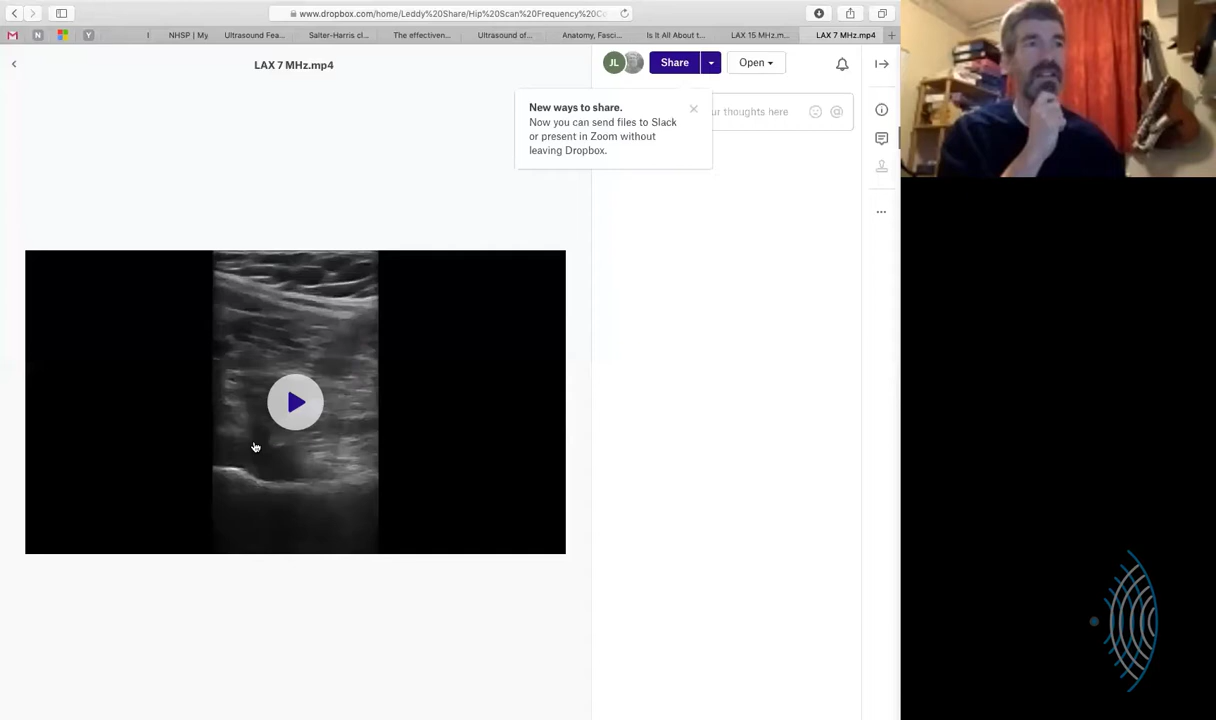 www.dropbox.com/home/Leddy%20Share/Hip%20Scan%20Frequency%20Co
N
Y
I
NHSP | My
Ultrasound Fea...
Salter-Harris cl...
The effectiven...
Ultrasound of...
Anatomy, Fasci...
Is It All About t...
LAX 15 MHz.m...
LAX 7 MHz.mp4
LAX 7 MHz.mp4
JL
Share
Open
New ways to share.
Now you can send files to Slack
or present in Zoom without
leaving Dropbox.
ur thoughts here